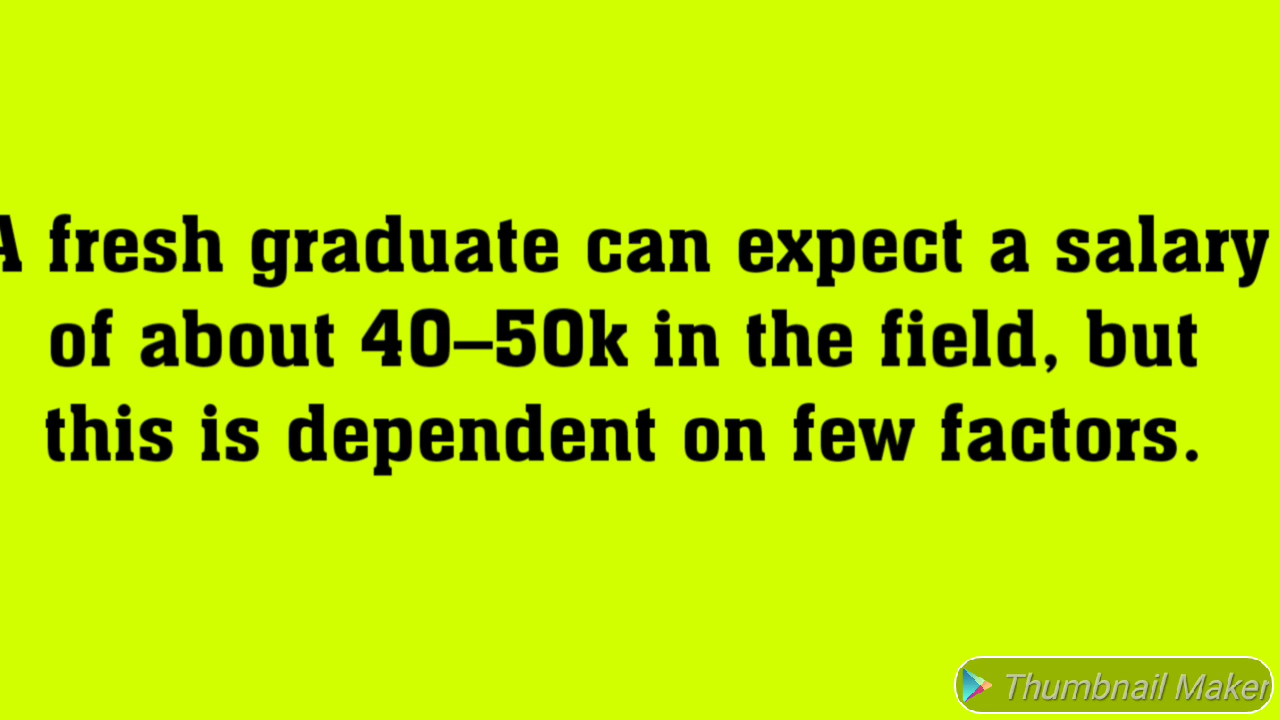 A fresh graduate can expect a salary
of about 40–50k in the field, but
this is dependent on few factors.
Thumbnail Maker